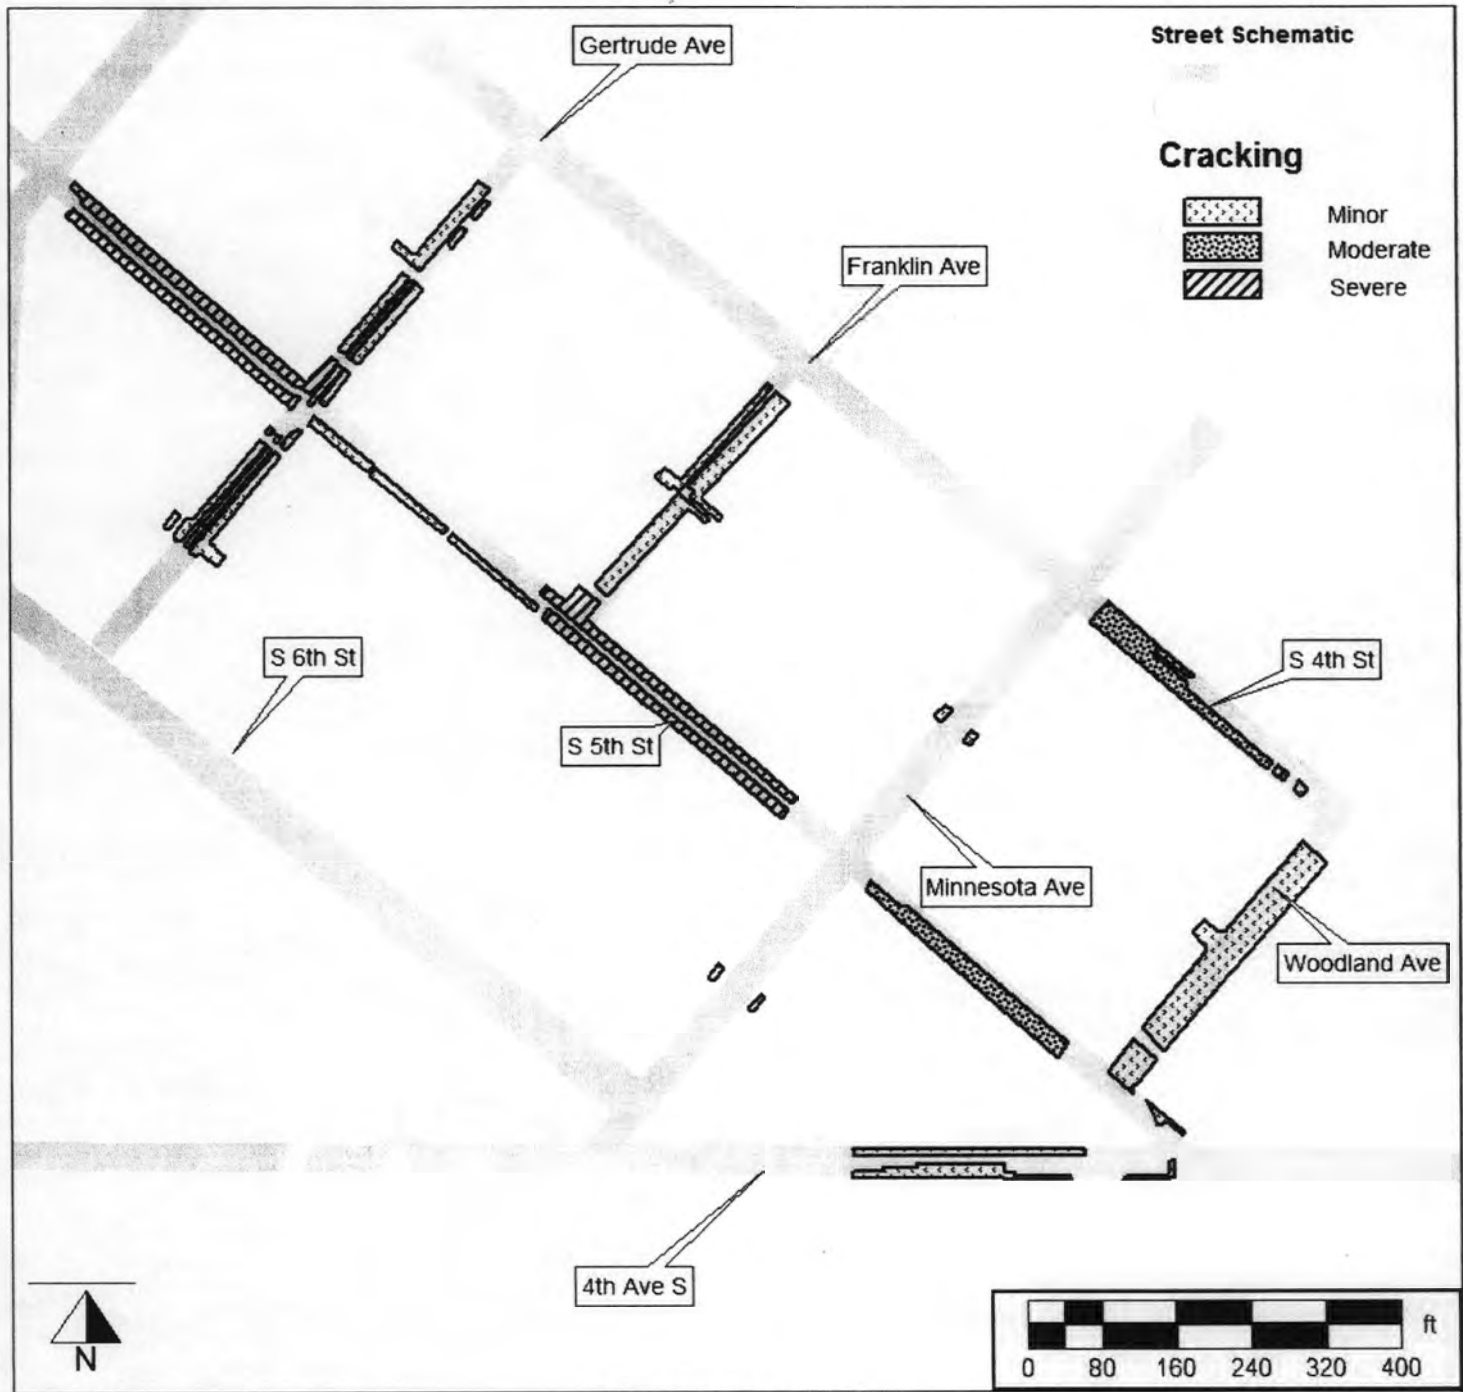 Gertrude Ave
Street Schematic
Cracking
Minor
Moderate
Severe
Franklin Ave
S 6th St
S 4th St
S 5th St
Minnesota Ave
Woodland Ave
4th Ave S
N
ft
0 80 160 240 320 400